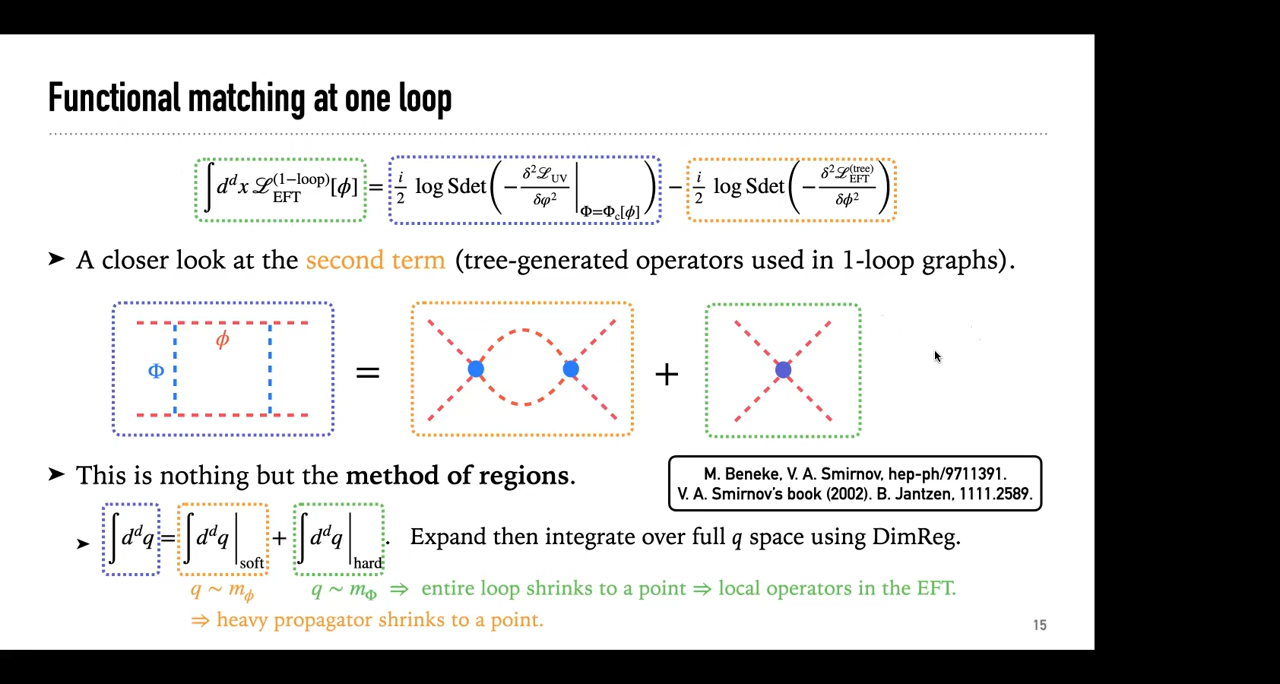 Functional matching at one loop
∫ d^d x ℒ_EFT^(1−loop)[ϕ] = i/2 log Sdet( − δ²ℒ_UV / δφ² |_Φ=Φ_c[ϕ] ) − i/2 log Sdet( − δ²ℒ_EFT^(tree) / δϕ² )
➤ A closer look at the second term (tree-generated operators used in 1-loop graphs).
ϕ
Φ = +
➤ This is nothing but the method of regions.
M. Beneke, V. A. Smirnov, hep-ph/9711391.
V. A. Smirnov's book (2002). B. Jantzen, 1111.2589.
➤ ∫ d^d q = ∫ d^d q |_soft + ∫ d^d q |_hard . Expand then integrate over full q space using DimReg.
q ∼ m_ϕ q ∼ m_Φ ⇒ entire loop shrinks to a point ⇒ local operators in the EFT.
⇒ heavy propagator shrinks to a point.
15